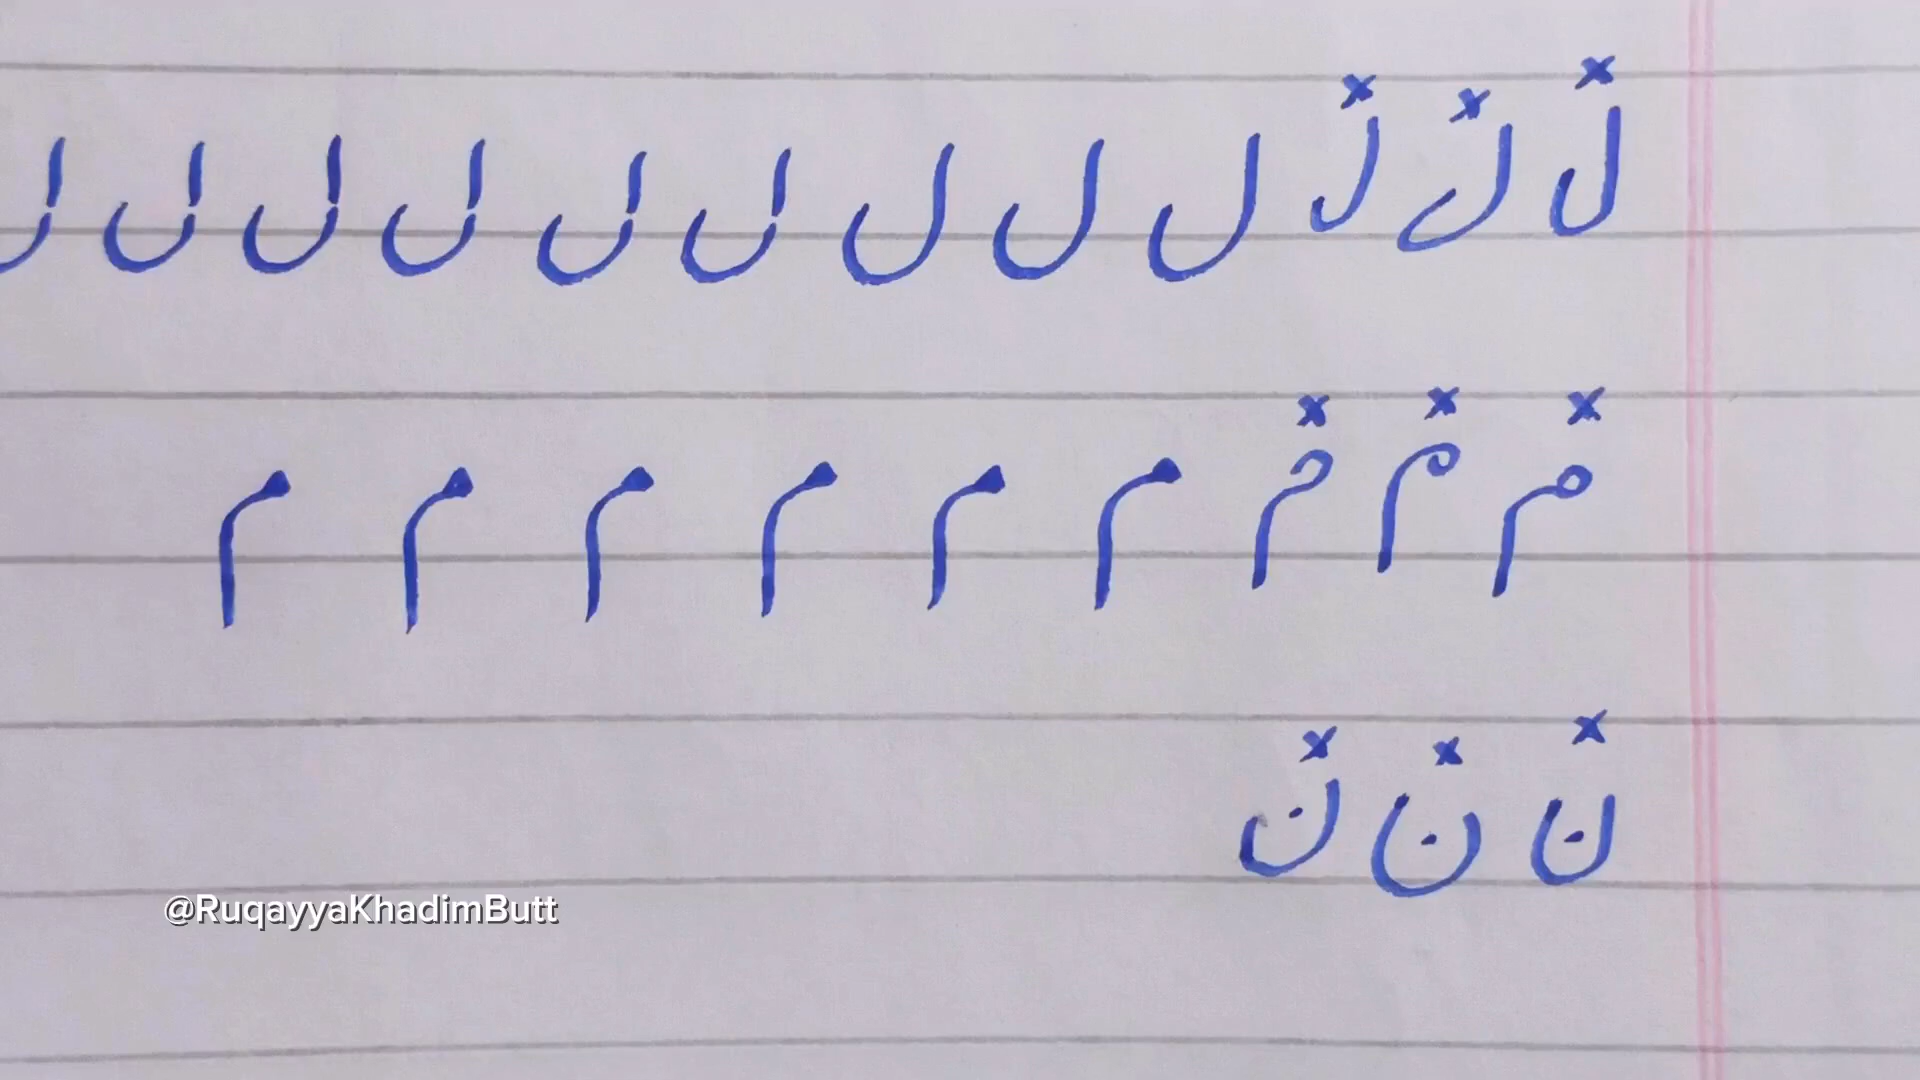 ل ل ل ل ل ل ل ل ل ل ل ل
م م م م م م م م م
ن ن ن
@RuqayyaKhadimButt